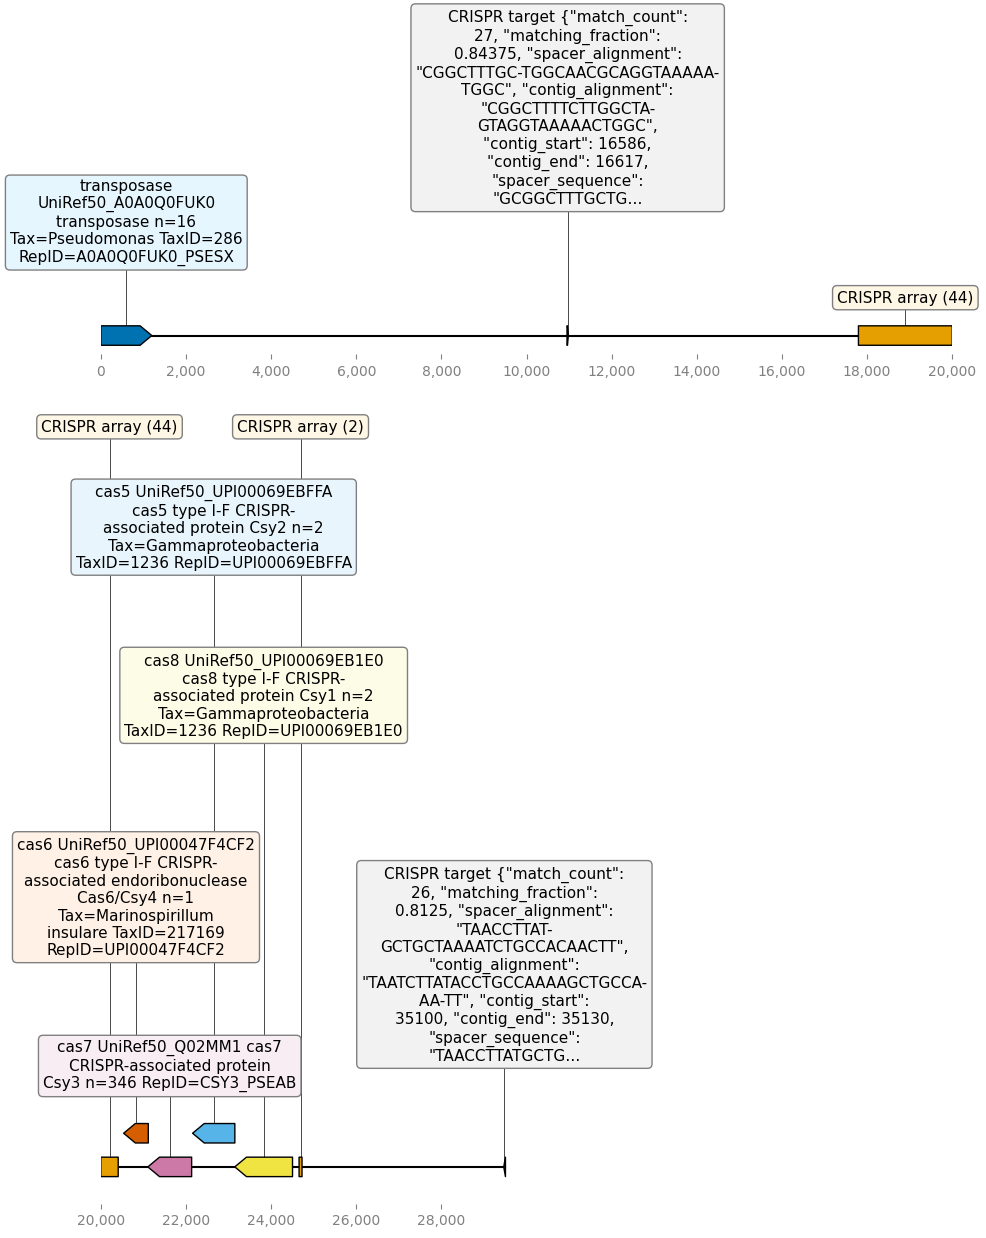 CRISPR target {"match_count":
27, "matching_fraction":
0.84375, "spacer_alignment":
"CGGCTTTGC-TGGCAACGCAGGTAAAAA-
TGGC", "contig_alignment":
"CGGCTTTTCTTGGCTA-
GTAGGTAAAAACTGGC",
"contig_start": 16586,
"contig_end": 16617,
"spacer_sequence":
"GCGGCTTTGCTG...
transposase
UniRef50_A0A0Q0FUK0
transposase n=16
Tax=Pseudomonas TaxID=286
RepID=A0A0Q0FUK0_PSESX
CRISPR array (44)
0 2,000 4,000 6,000 8,000 10,000 12,000 14,000 16,000 18,000 20,000
CRISPR array (44) CRISPR array (2)
cas5 UniRef50_UPI00069EBFFA
cas5 type I-F CRISPR-
associated protein Csy2 n=2
Tax=Gammaproteobacteria
TaxID=1236 RepID=UPI00069EBFFA
cas8 UniRef50_UPI00069EB1E0
cas8 type I-F CRISPR-
associated protein Csy1 n=2
Tax=Gammaproteobacteria
TaxID=1236 RepID=UPI00069EB1E0
cas6 UniRef50_UPI00047F4CF2
cas6 type I-F CRISPR-
associated endoribonuclease
Cas6/Csy4 n=1
Tax=Marinospirillum
insulare TaxID=217169
RepID=UPI00047F4CF2
CRISPR target {"match_count":
26, "matching_fraction":
0.8125, "spacer_alignment":
"TAACCTTAT-
GCTGCTAAAATCTGCCACAACTT",
"contig_alignment":
"TAATCTTATACCTGCCAAAAGCTGCCA-
AA-TT", "contig_start":
35100, "contig_end": 35130,
"spacer_sequence":
"TAACCTTATGCTG...
cas7 UniRef50_Q02MM1 cas7
CRISPR-associated protein
Csy3 n=346 RepID=CSY3_PSEAB
20,000 22,000 24,000 26,000 28,000